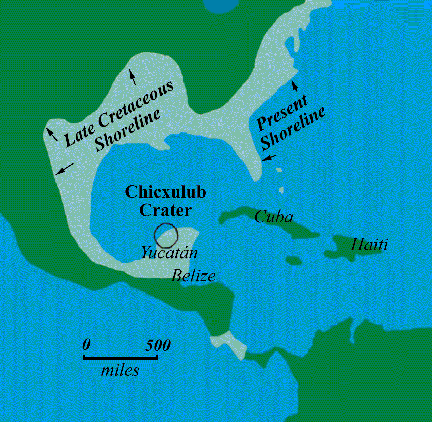 Late Cretaceous
Shoreline
Present
Shoreline
Chicxulub
Crater
Cuba
Haiti
Yucatán
Belize
0 500
miles